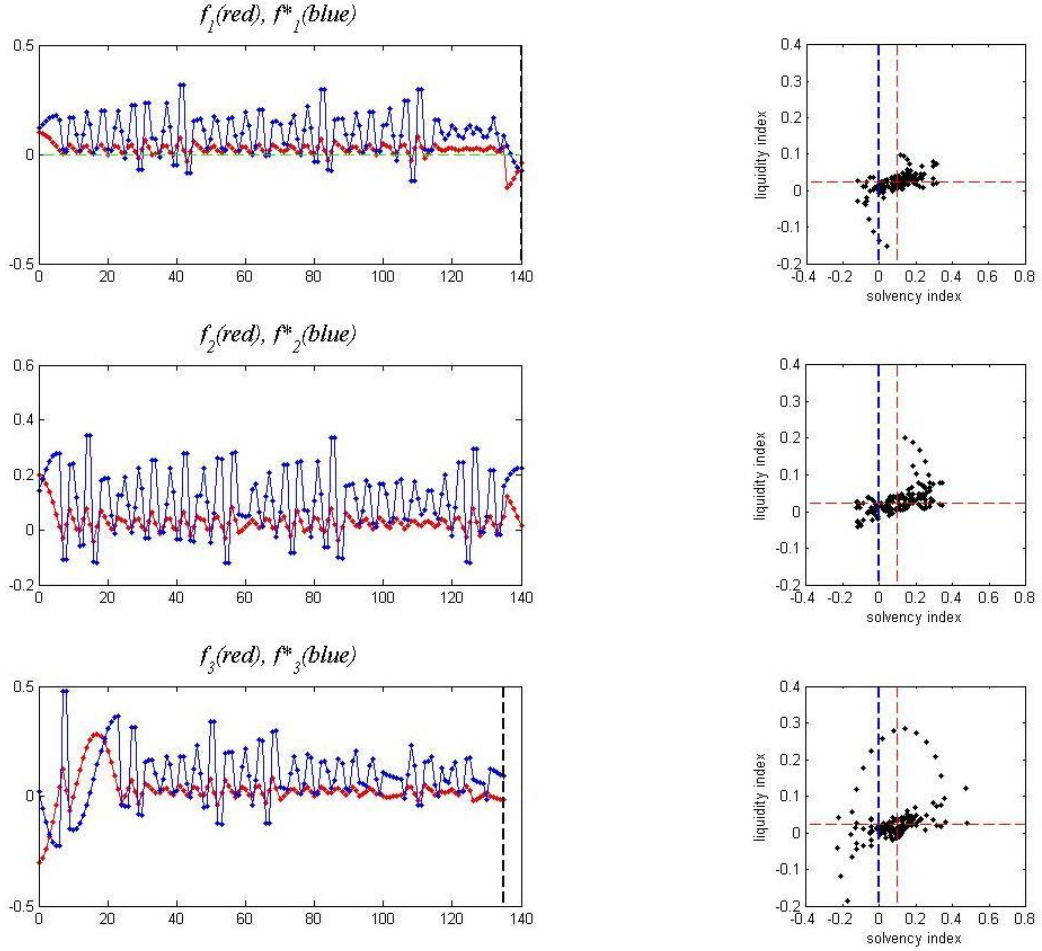 f1(red), f*1(blue)
0.5
0
-0.5
0 20 40 60 80 100 120 140
0.4
0.3
0.2
0.1
0
-0.1
-0.2
liquidity index
-0.4 -0.2 0 0.2 0.4 0.6 0.8
solvency index
f2(red), f*2(blue)
0.6
0.4
0.2
0
-0.2
0 20 40 60 80 100 120 140
0.4
0.3
0.2
0.1
0
-0.1
-0.2
liquidity index
-0.4 -0.2 0 0.2 0.4 0.6 0.8
solvency index
f3(red), f*3(blue)
0.5
0
-0.5
0 20 40 60 80 100 120 140
0.4
0.3
0.2
0.1
0
-0.1
-0.2
liquidity index
-0.4 -0.2 0 0.2 0.4 0.6 0.8
solvency index